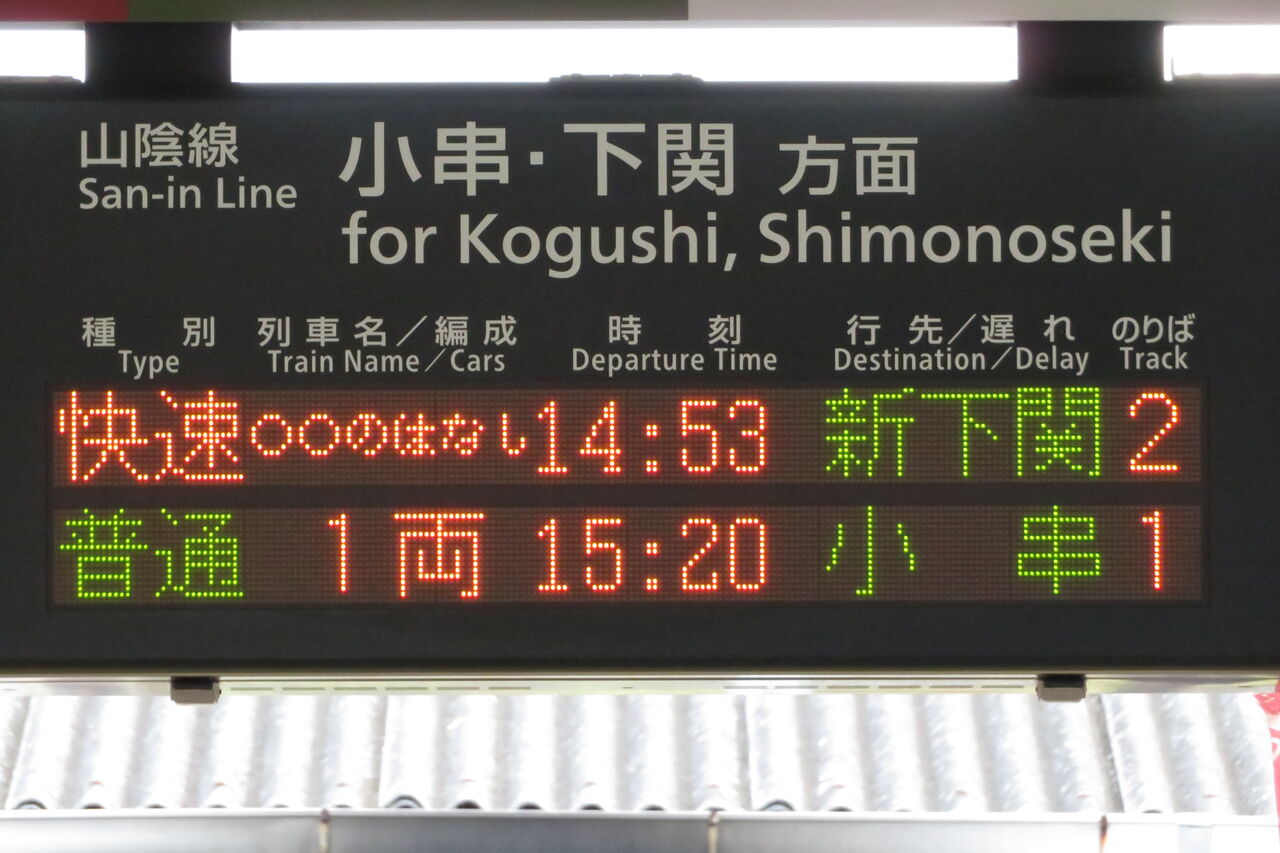 山陰線 小串・下関 方面
San-in Line for Kogushi, Shimonoseki
種別 列車名／編成 時刻 行先／遅れ のりば
Type Train Name／Cars Departure Time Destination／Delay Track
快速 ○○のはなし 14:53 新下関 2
普通 1両 15:20 小串 1